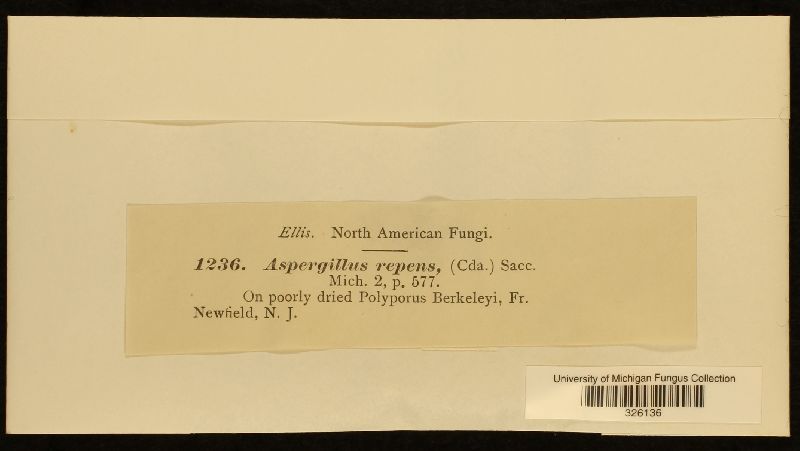 Ellis. North American Fungi.
1236. Aspergillus repens, (Cda.) Sacc.
Mich. 2, p. 577.
On poorly dried Polyporus Berkeleyi, Fr.
Newfield, N. J.
University of Michigan Fungus Collection
326136